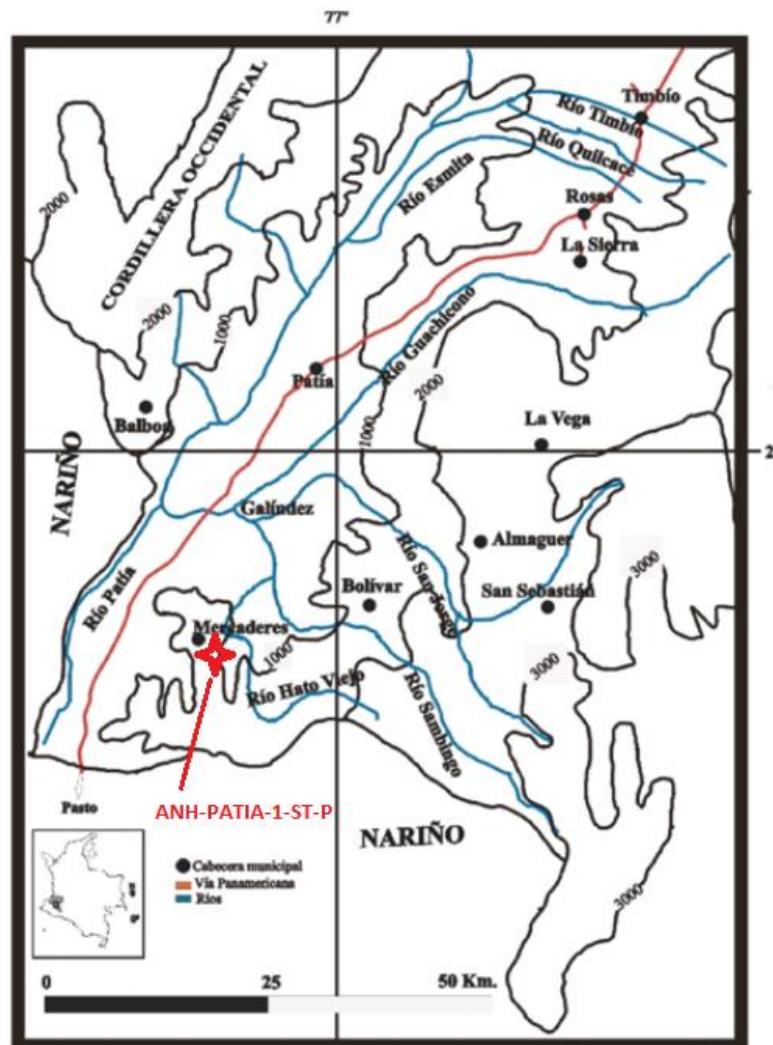 77°
Timbío
Río Timbío
Río Quilcacé
CORDILLERA OCCIDENTAL
Río Esmita
2000
Rosas
La Sierra
2000
1000
Río Guachicono
Patía
2000
Balboa
1000
La Vega
2
NARIÑO
Galíndez
Río Patía
Río San Jorge
Almaguer
3000
Bolívar
San Sebastián
Mercaderes
1000
3000
Río Hato Viejo
Río Sambingo
Pasto
ANH-PATIA-1-ST-P
NARIÑO
3000
Cabecera municipal
Vía Panamericana
Ríos
0
25
50 Km.